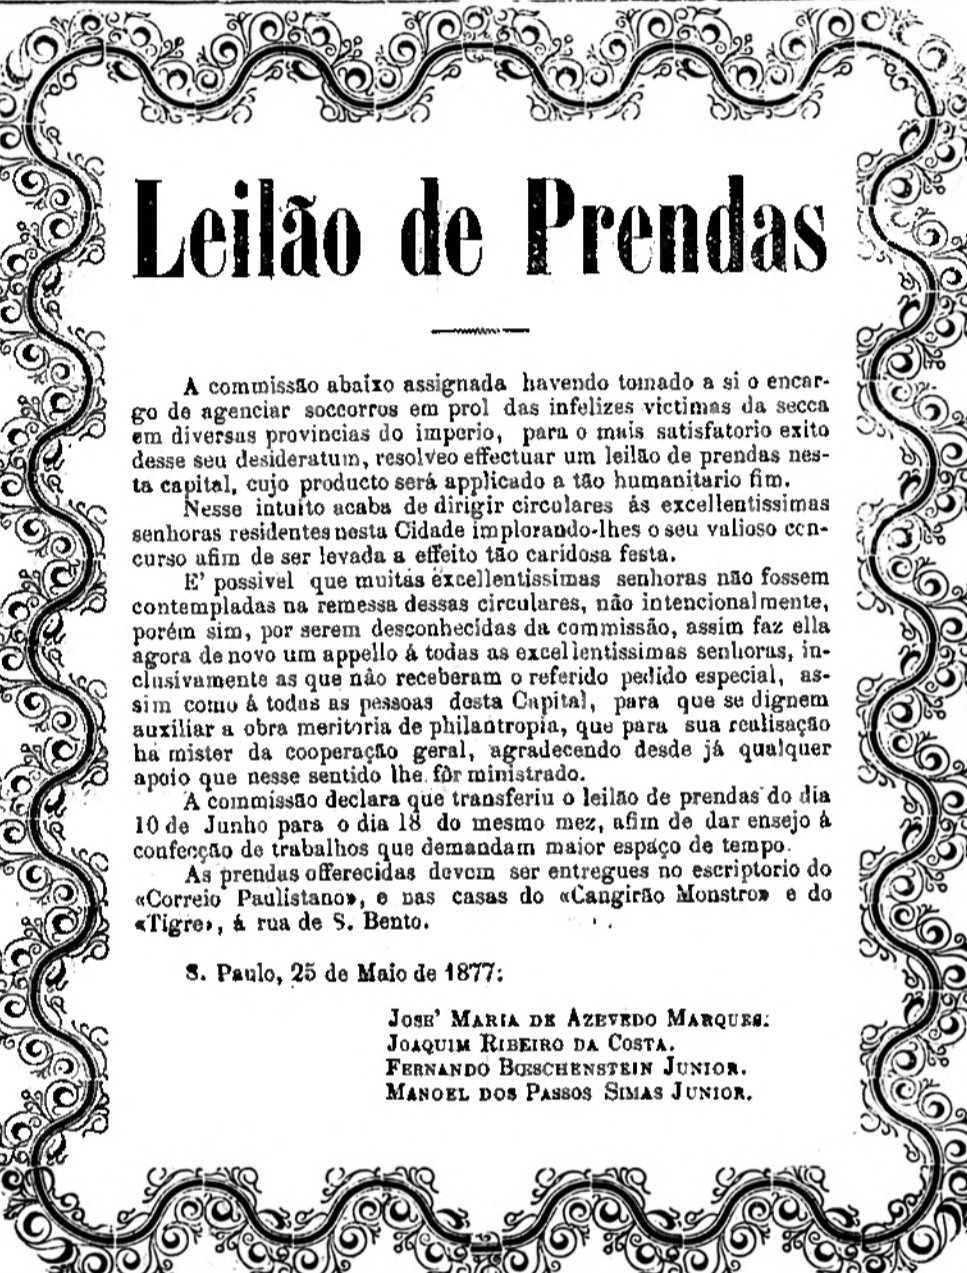 Leilão de Prendas
A commissão abaixo assignada havendo tomado a si o encar-
go de agenciar soccorros em prol das infelizes victimas da secca
em diversas provincias do imperio, para o mais satisfatorio exito
desse seu desideratum, resolveo effectuar um leilão de prendas nes-
ta capital, cujo producto será applicado a tão humanitario fim.
Nesse intuito acaba de dirigir circulares ás excellentissimas
senhoras residentes nesta Cidade implorando-lhes o seu valioso con-
curso afim de ser levada a effeito tão caridosa festa.
E' possivel que muitas excellentissimas senhoras não fossem
contempladas na remessa dessas circulares, não intencionalmente,
porém sim, por serem desconhecidas da commissão, assim faz ella
agora de novo um appello á todas as excellentissimas senhoras, in-
clusivamente as que não receberam o referido pedido especial, as-
sim como á todas as pessoas desta Capital, para que se dignem
auxiliar a obra meritoria de philantropia, que para sua realisação
ha mister da cooperação geral, agradecendo desde já qualquer
apoio que nesse sentido lhe fôr ministrado.
A commissão declara que transferiu o leilão de prendas do dia
10 de Junho para o dia 18 do mesmo mez, afim de dar ensejo á
confecção de trabalhos que demandam maior espaço de tempo.
As prendas offerecidas devem ser entregues no escriptorio do
«Correio Paulistano», e nas casas do «Cangirão Monstro» e do
«Tigre», á rua de S. Bento.
S. Paulo, 25 de Maio de 1877.
JOSE' MARIA DE AZEVEDO MARQUES.
JOAQUIM RIBEIRO DA COSTA.
FERNANDO BŒSCHENSTEIN JUNIOR.
MANOEL DOS PASSOS SIMAS JUNIOR.